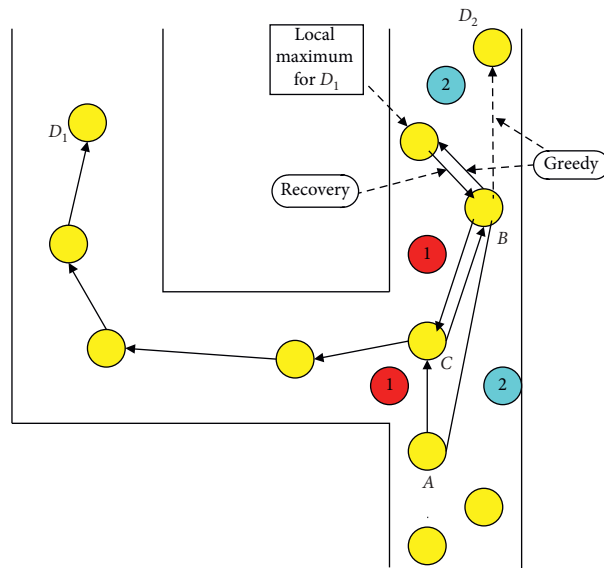 D₂
Local
maximum
for D₁
2
D₁
Greedy
Recovery
B
1
C
1
2
A